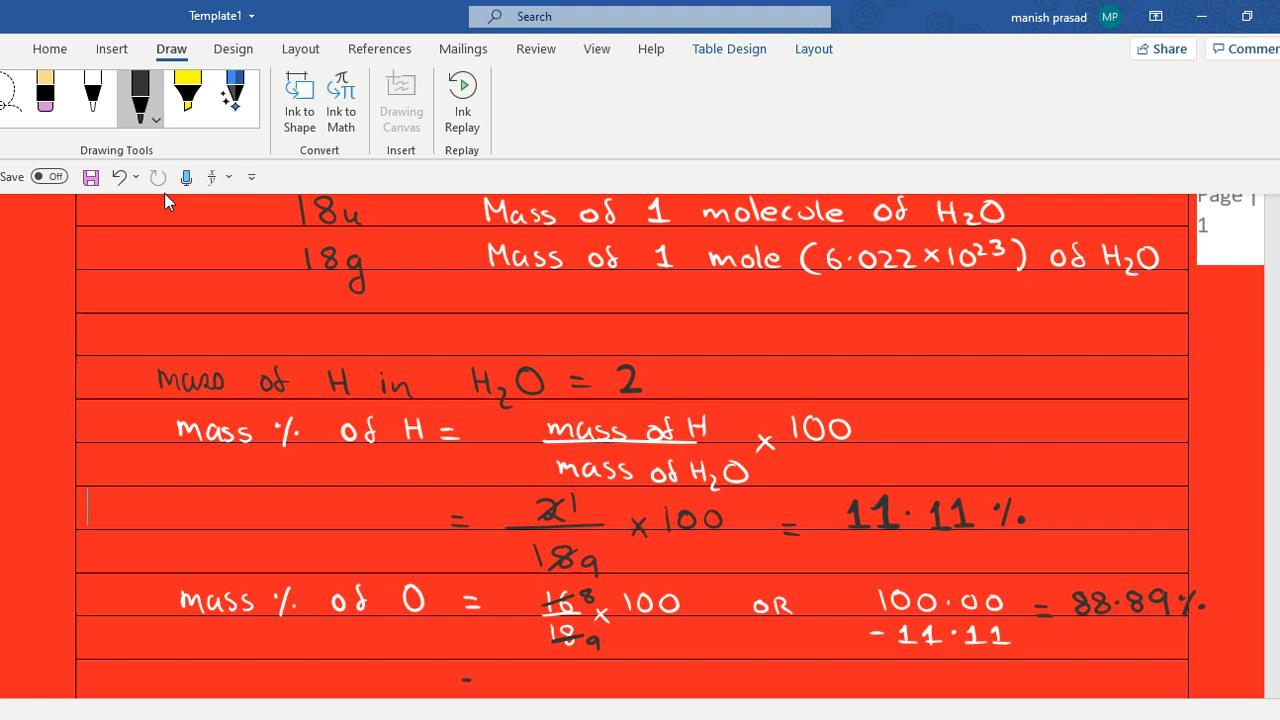 Template1
Search
manish prasad MP
Home Insert Draw Design Layout References Mailings Review View Help Table Design Layout Share Commer
Ink to Shape
Ink to Math
Drawing Canvas
Ink Replay
Drawing Tools Convert Insert Replay
Save Off
Page |
1
18u Mass of 1 molecule of H₂O
18g Mass of 1 mole (6.022×10²³) of H₂O
mass of H in H₂O = 2
mass % of H = mass of H / mass of H₂O × 100
= 2 1 / 18 9 × 100 = 11.11 %
mass % of O = 16 8 / 18 9 × 100 OR 100.00 - 11.11 = 88.89%
=